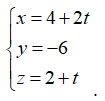 x = 4 + 2t
y = −6
z = 2 + t
.